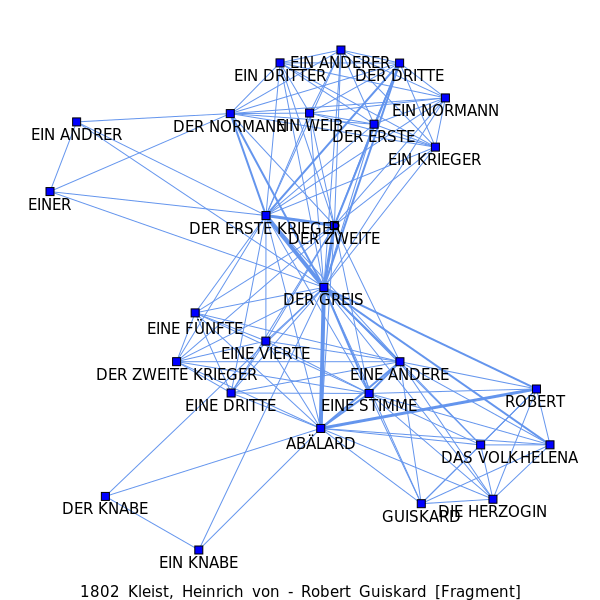 EIN ANDERER
EIN DRITTER
DER DRITTE
EIN NORMANN
DER NORMANN
EIN WEIB
EIN ANDRER
DER ERSTE
EIN KRIEGER
EINER
DER ERSTE KRIEGER
DER ZWEITE
DER GREIS
EINE FÜNFTE
EINE VIERTE
DER ZWEITE KRIEGER
EINE ANDERE
EINE DRITTE
EINE STIMME
ROBERT
ABÄLARD
DAS VOLK
HELENA
DER KNABE
GUISKARD
DIE HERZOGIN
EIN KNABE
1802 Kleist, Heinrich von - Robert Guiskard [Fragment]